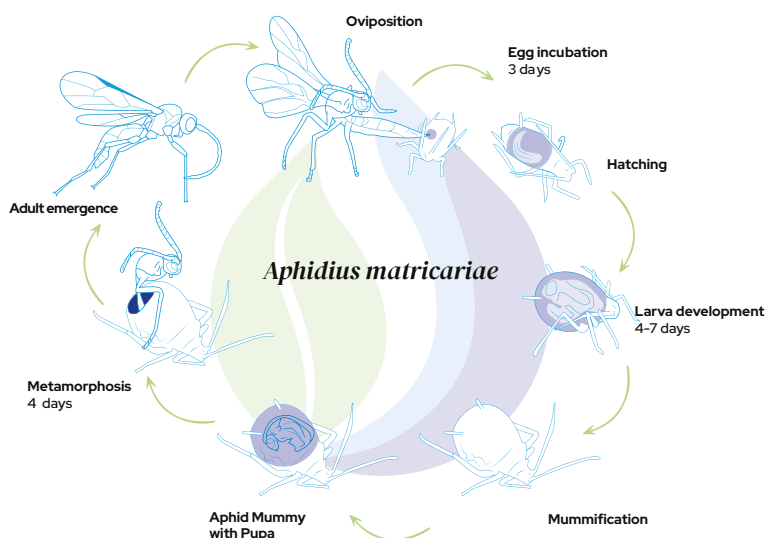 Oviposition
Egg incubation
3 days
Hatching
Adult emergence
Aphidius matricariae
Larva development
4-7 days
Metamorphosis
4 days
Aphid Mummy
with Pupa
Mummification